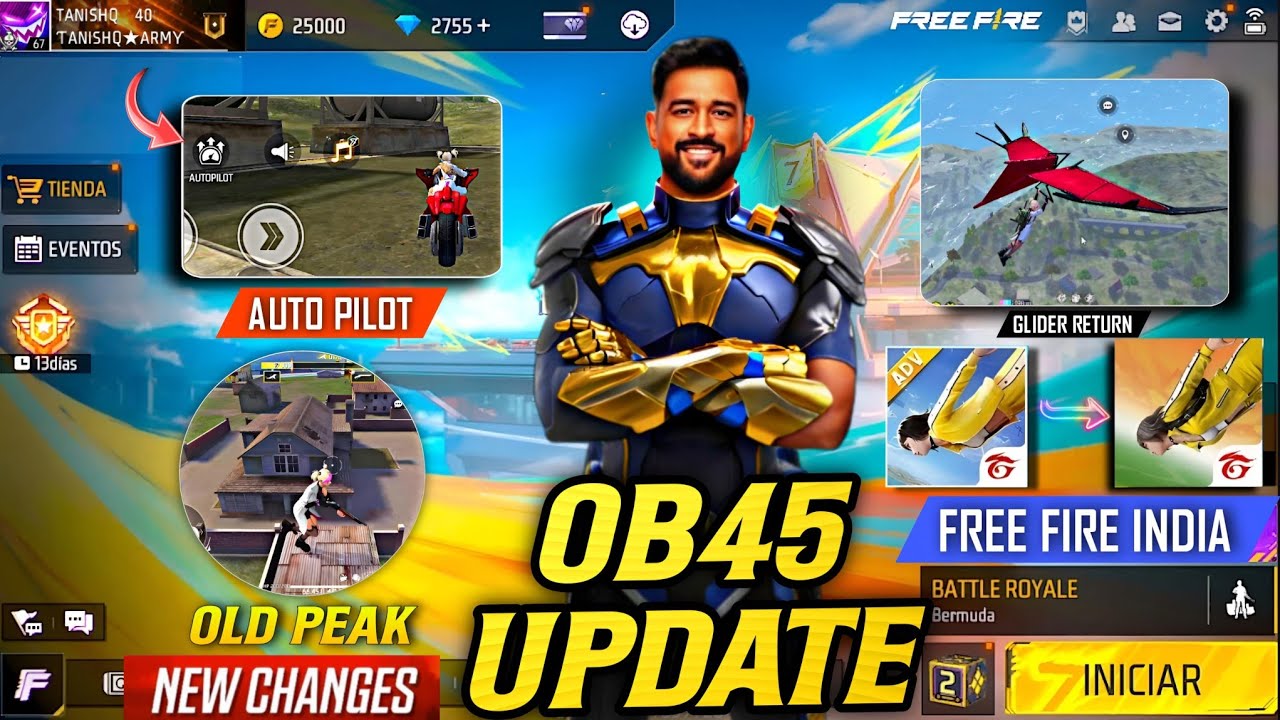 TANISHQ_ 40
TANISHQ★ARMY
67
25000
2755 +
FREE FIRE
TIENDA
EVENTOS
13días
AUTOPILOT
AUTO PILOT
7
GLIDER RETURN
ADV
FREE FIRE INDIA
OLD PEAK
NEW CHANGES
OB45
UPDATE
BATTLE ROYALE
Bermuda
2
INICIAR